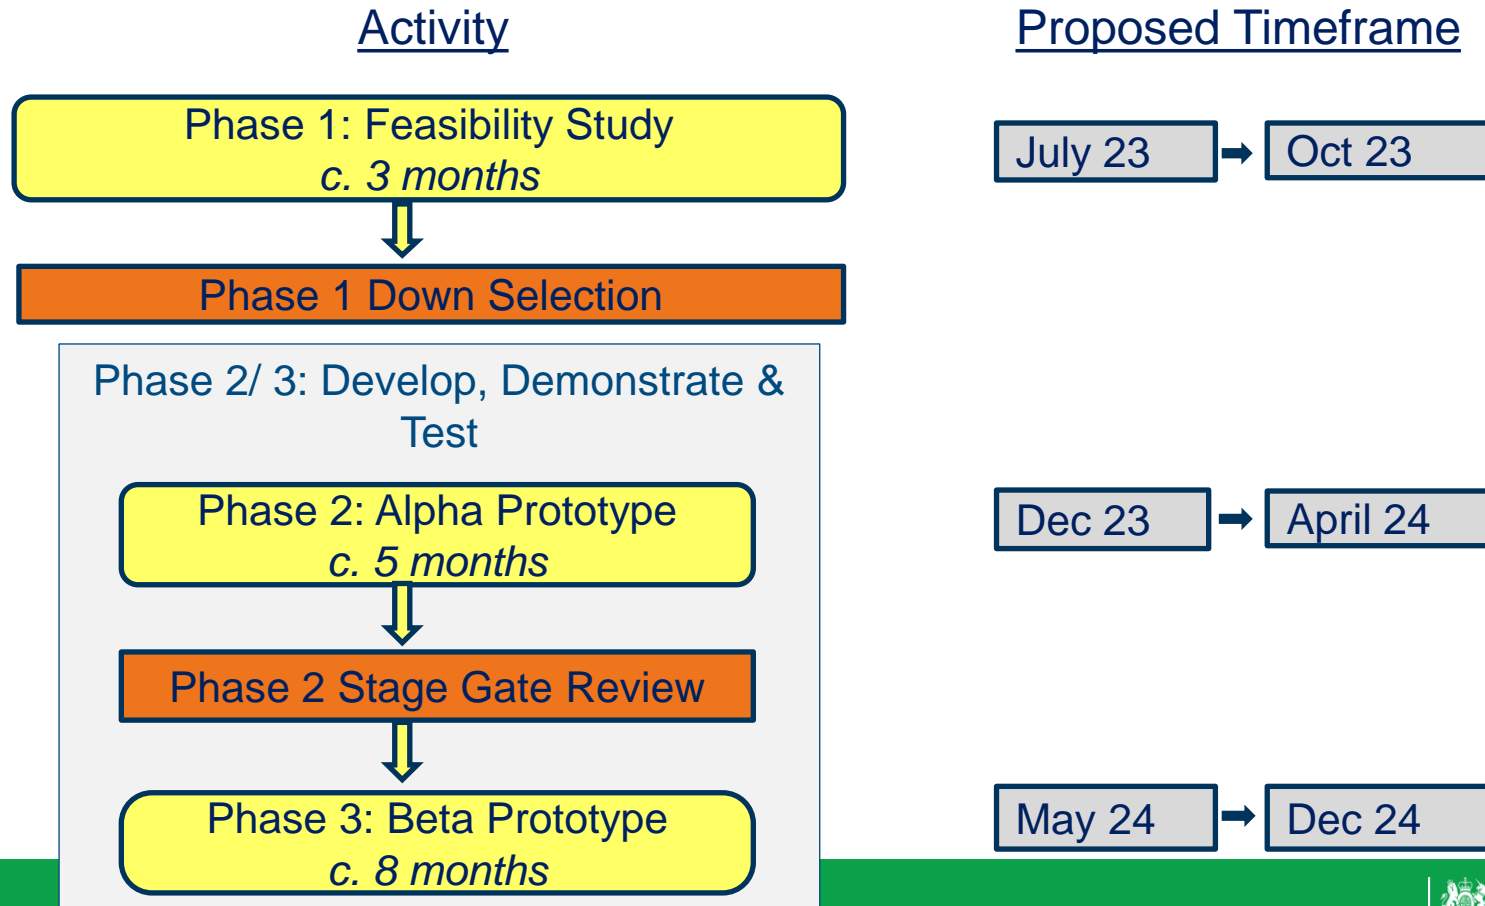 Activity
Proposed Timeframe
Phase 1: Feasibility Study
c. 3 months
July 23
Oct 23
Phase 1 Down Selection
Phase 2/ 3: Develop, Demonstrate &
Test
Phase 2: Alpha Prototype
c. 5 months
Dec 23
April 24
Phase 2 Stage Gate Review
Phase 3: Beta Prototype
c. 8 months
May 24
Dec 24